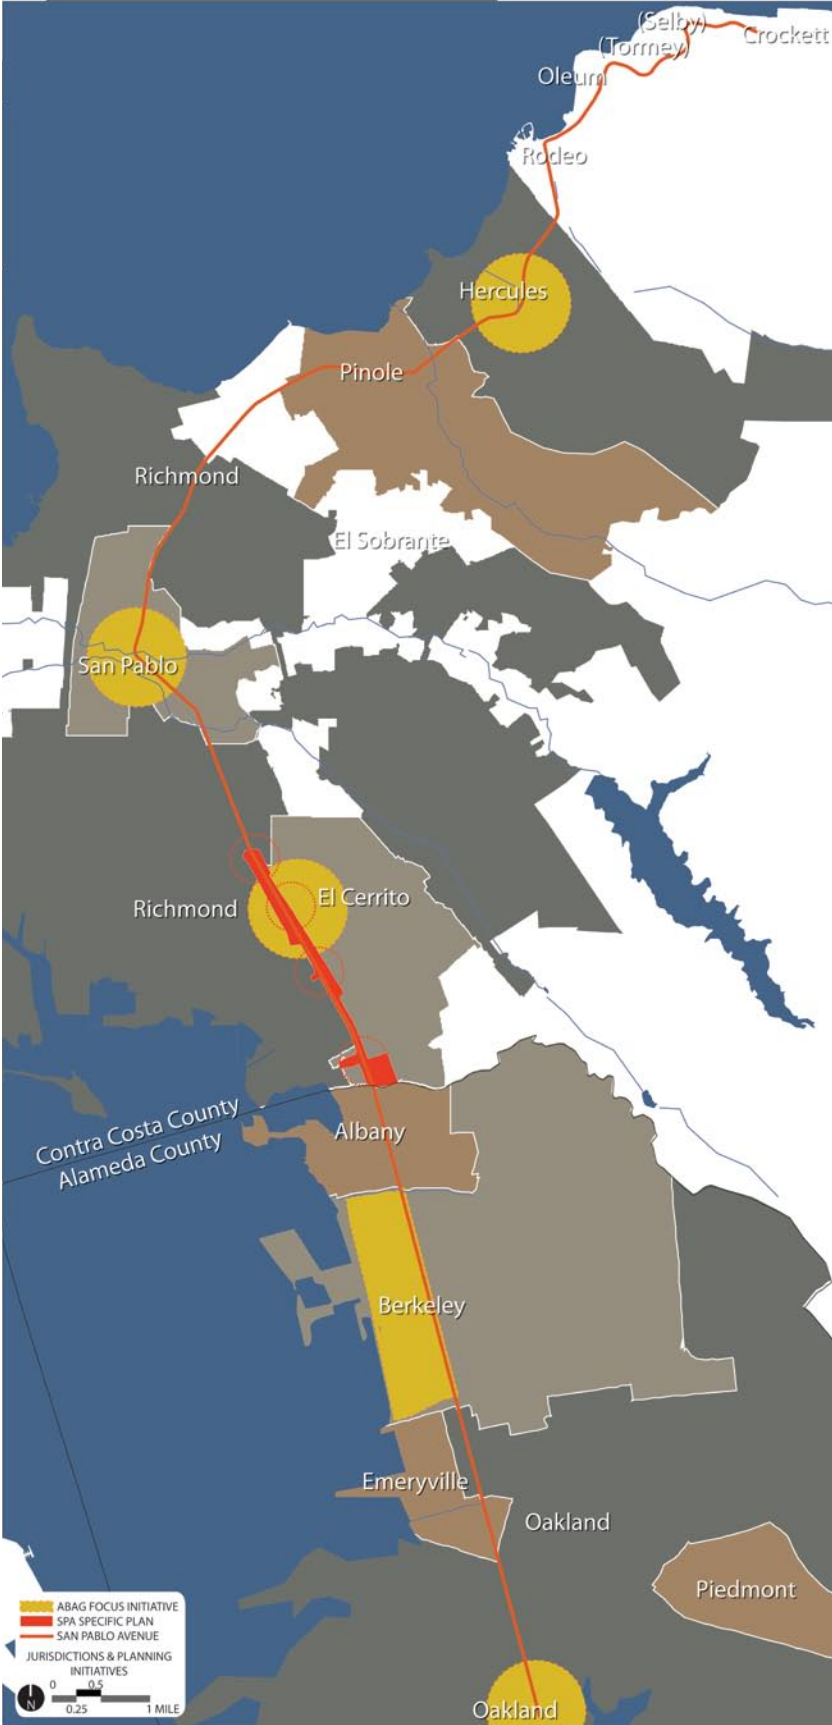 (Selby)
Crockett
(Tormey)
Oleum
Rodeo
Hercules
Pinole
Richmond
El Sobrante
San Pablo
El Cerrito
Richmond
Contra Costa County
Alameda County
Albany
Berkeley
Emeryville
Oakland
Piedmont
Oakland
ABAG FOCUS INITIATIVE
SPA SPECIFIC PLAN
SAN PABLO AVENUE
JURISDICTIONS & PLANNING
INITIATIVES
0 0.5
N 0.25 1 MILE